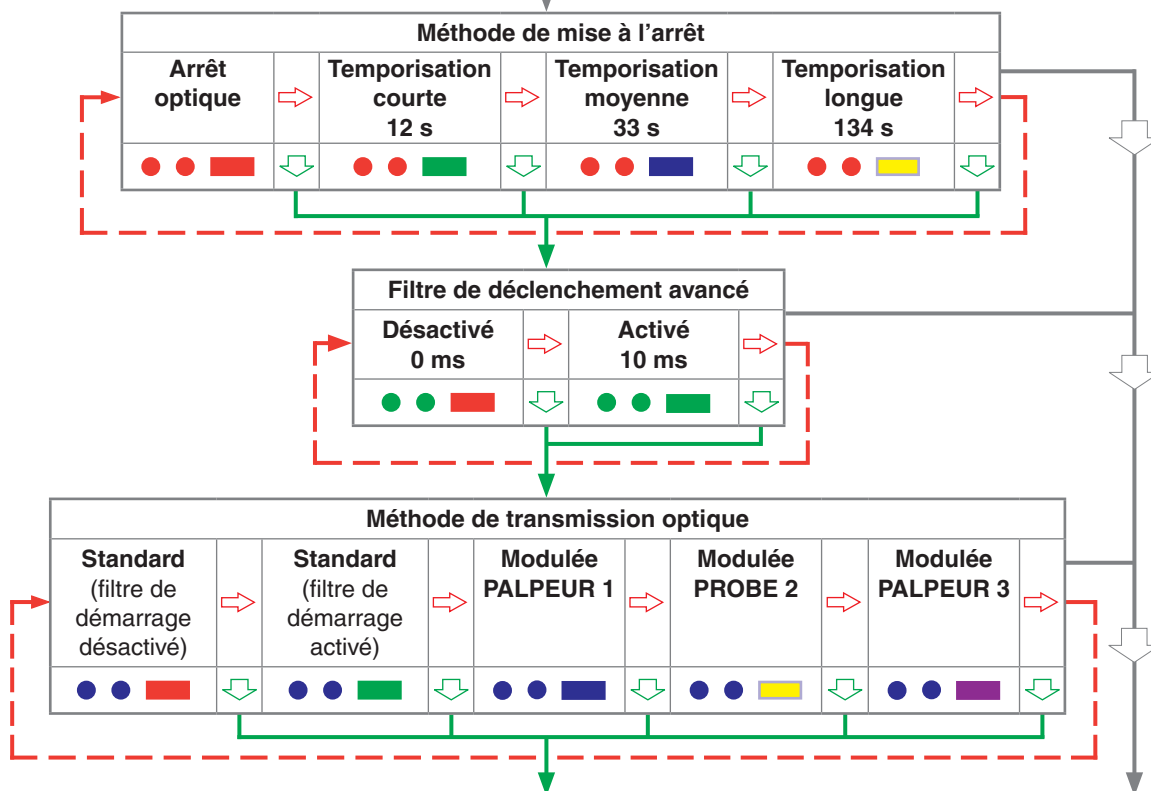 Méthode de mise à l'arrêt
Arrêt
optique
Temporisation
courte
12 s
Temporisation
moyenne
33 s
Temporisation
longue
134 s
Filtre de déclenchement avancé
Désactivé
0 ms
Activé
10 ms
Méthode de transmission optique
Standard
(filtre de
démarrage
désactivé)
Standard
(filtre de
démarrage
activé)
Modulée
PALPEUR 1
Modulée
PROBE 2
Modulée
PALPEUR 3